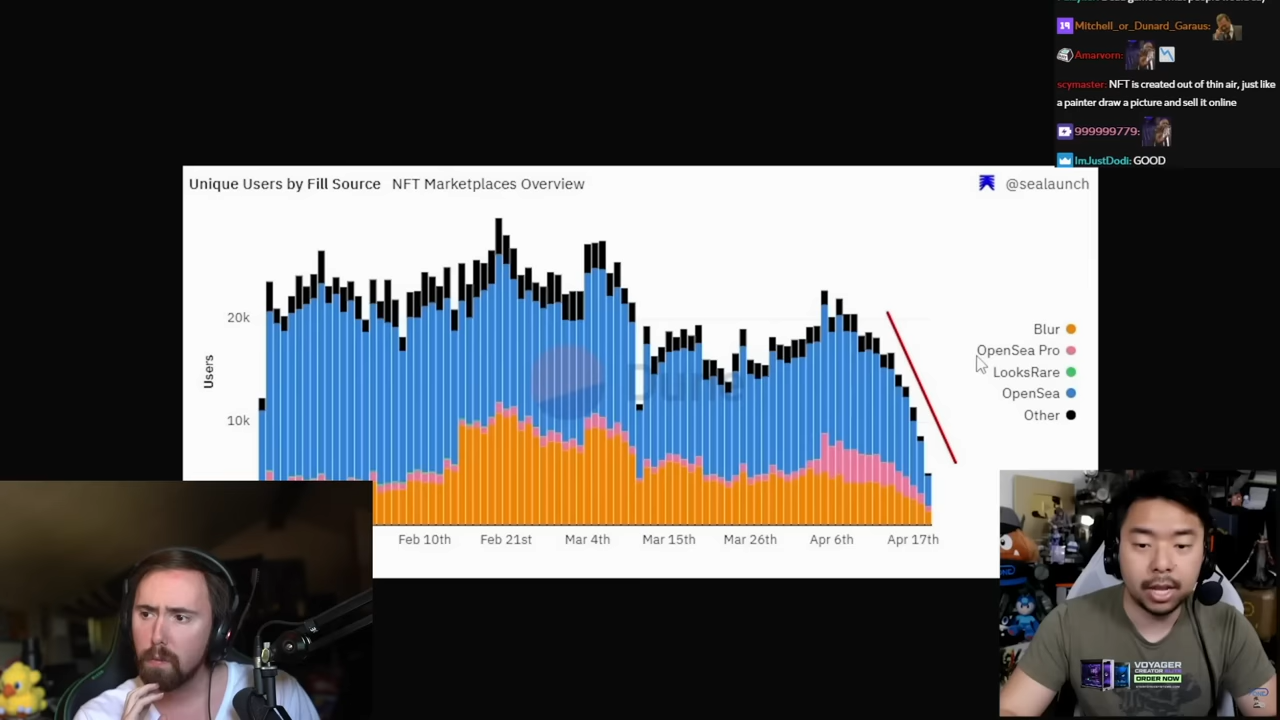 Mitchell_or_Dunard_Garaus:
Amarvorn:
scymaster: NFT is created out of thin air, just like
a painter draw a picture and sell it online
999999779:
ImJustDodi: GOOD
Unique Users by Fill Source NFT Marketplaces Overview
@sealaunch
20k
10k
Users
Dune
Blur
OpenSea Pro
LooksRare
OpenSea
Other
Feb 10th Feb 21st Mar 4th Mar 15th Mar 26th Apr 6th Apr 17th
VOYAGER
ORDER NOW